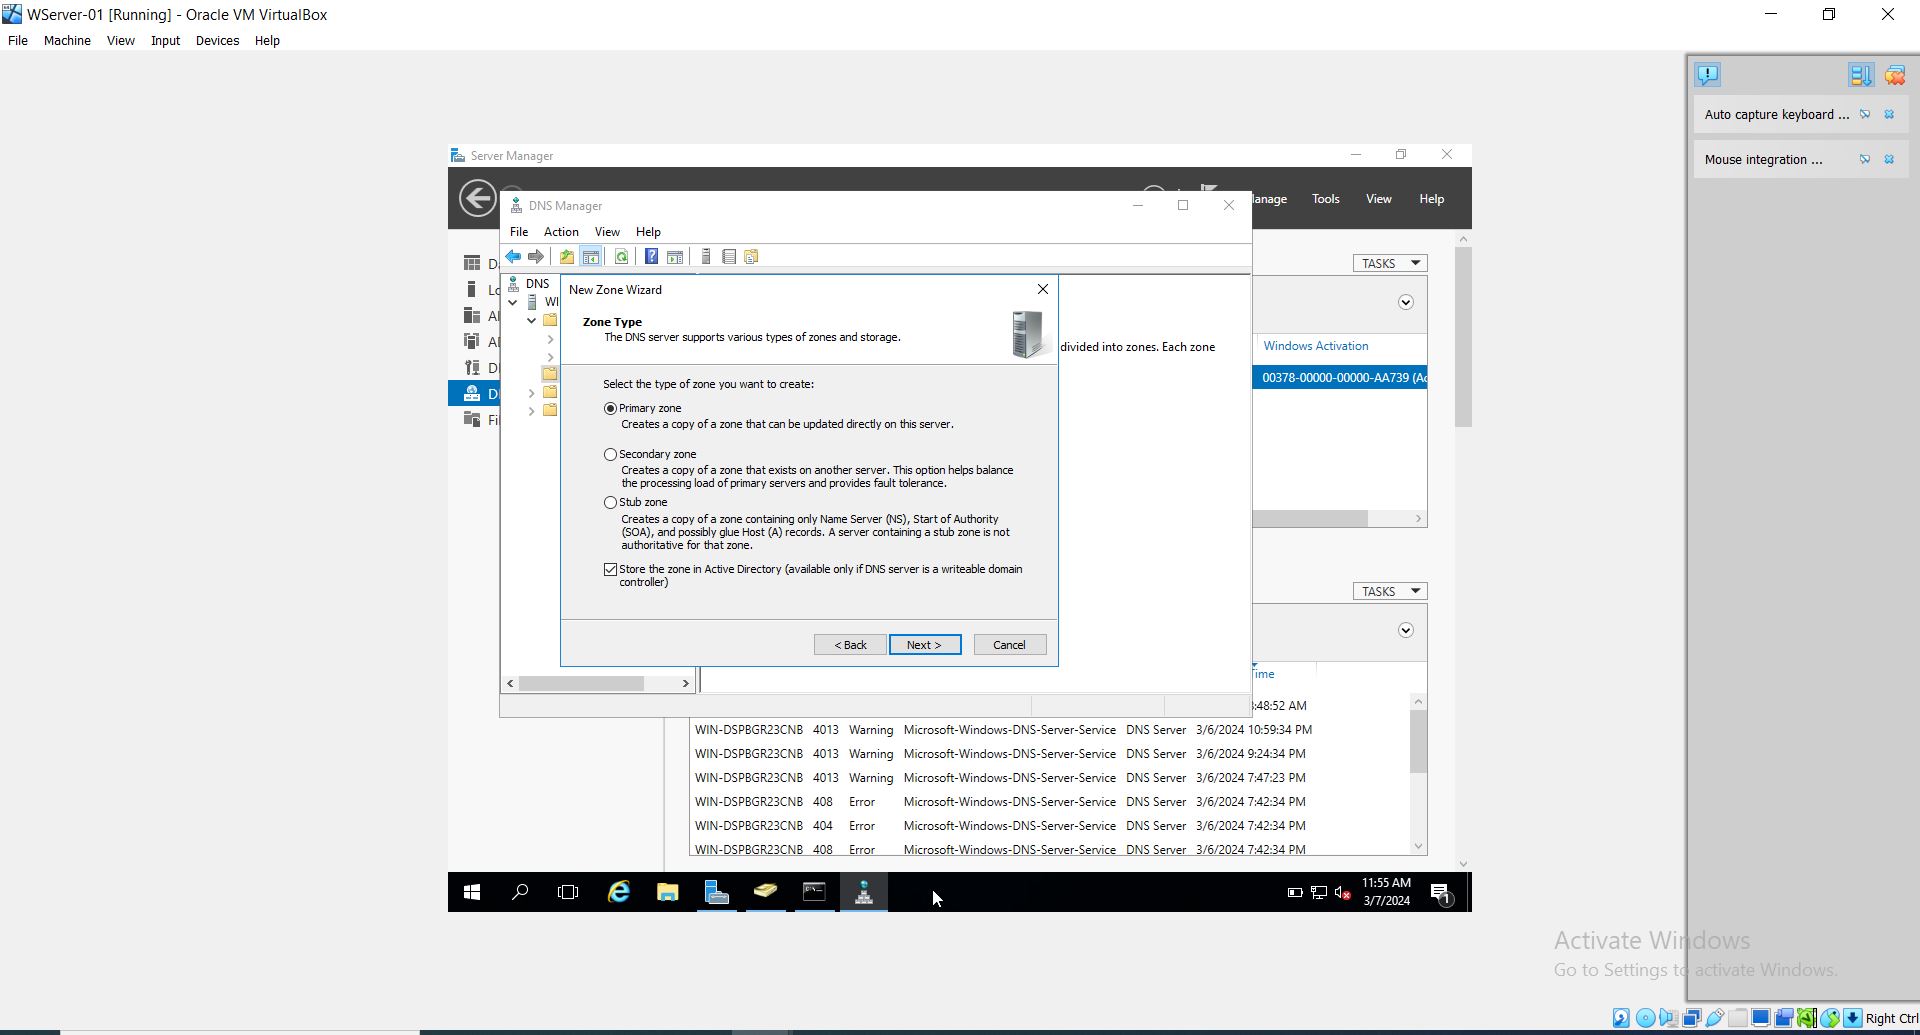 WServer-01 [Running] - Oracle VM VirtualBox
File Machine View Input Devices Help
Auto capture keyboard ...
Mouse integration ...
Server Manager
Manage Tools View Help
DNS Manager
File Action View Help
TASKS
DNS
New Zone Wizard
Zone Type
The DNS server supports various types of zones and storage.
divided into zones. Each zone
Windows Activation
00378-00000-00000-AA739 (Ac
Select the type of zone you want to create:
Primary zone
Creates a copy of a zone that can be updated directly on this server.
Secondary zone
Creates a copy of a zone that exists on another server. This option helps balance
the processing load of primary servers and provides fault tolerance.
Stub zone
Creates a copy of a zone containing only Name Server (NS), Start of Authority
(SOA), and possibly glue Host (A) records. A server containing a stub zone is not
authoritative for that zone.
Store the zone in Active Directory (available only if DNS server is a writeable domain
controller)
< Back Next > Cancel
TASKS
Time
:48:52 AM
WIN-DSPBGR23CNB 4013 Warning Microsoft-Windows-DNS-Server-Service DNS Server 3/6/2024 10:59:34 PM
WIN-DSPBGR23CNB 4013 Warning Microsoft-Windows-DNS-Server-Service DNS Server 3/6/2024 9:24:34 PM
WIN-DSPBGR23CNB 4013 Warning Microsoft-Windows-DNS-Server-Service DNS Server 3/6/2024 7:47:23 PM
WIN-DSPBGR23CNB 408 Error Microsoft-Windows-DNS-Server-Service DNS Server 3/6/2024 7:42:34 PM
WIN-DSPBGR23CNB 404 Error Microsoft-Windows-DNS-Server-Service DNS Server 3/6/2024 7:42:34 PM
WIN-DSPBGR23CNB 408 Error Microsoft-Windows-DNS-Server-Service DNS Server 3/6/2024 7:42:34 PM
11:55 AM
3/7/2024
1
Activate Windows
Go to Settings to activate Windows.
Right Ctrl